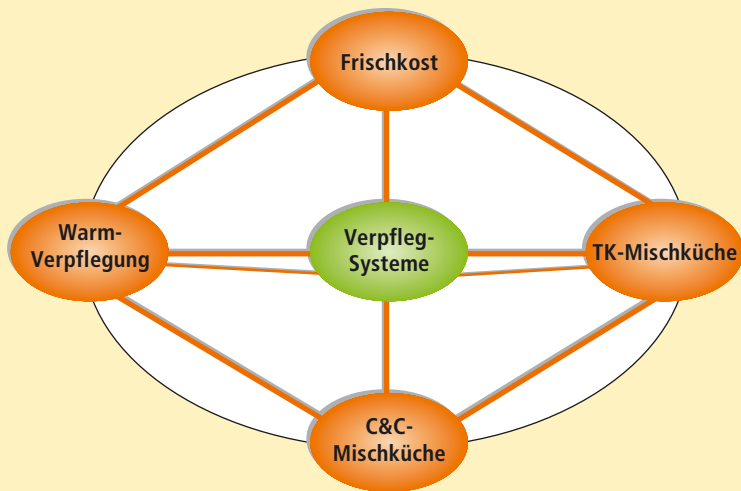 Frischkost
Warm-
Verpflegung
Verpfleg-
Systeme
TK-Mischküche
C&C-
Mischküche